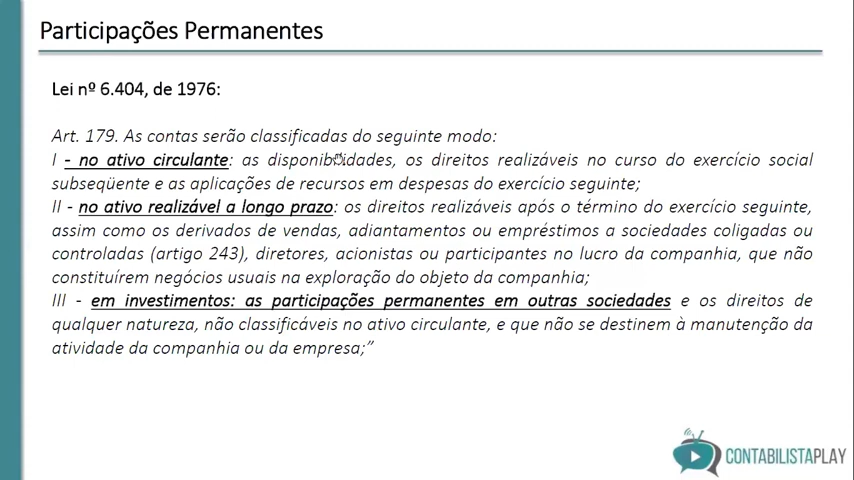 Participações Permanentes
Lei nº 6.404, de 1976:
Art. 179. As contas serão classificadas do seguinte modo:
I - no ativo circulante: as disponibilidades, os direitos realizáveis no curso do exercício social
subseqüente e as aplicações de recursos em despesas do exercício seguinte;
II - no ativo realizável a longo prazo: os direitos realizáveis após o término do exercício seguinte,
assim como os derivados de vendas, adiantamentos ou empréstimos a sociedades coligadas ou
controladas (artigo 243), diretores, acionistas ou participantes no lucro da companhia, que não
constituírem negócios usuais na exploração do objeto da companhia;
III - em investimentos: as participações permanentes em outras sociedades e os direitos de
qualquer natureza, não classificáveis no ativo circulante, e que não se destinem à manutenção da
atividade da companhia ou da empresa;”
CONTABILISTAPLAY